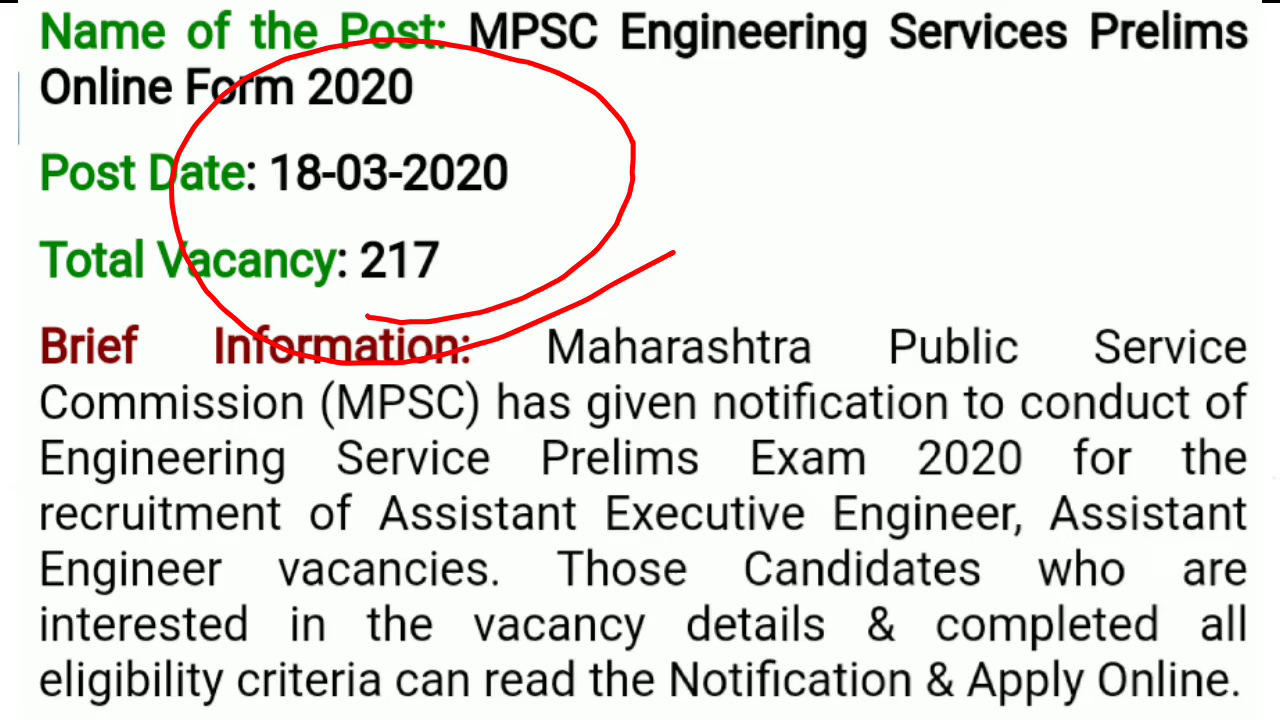 Name of the Post: MPSC Engineering Services Prelims
Online Form 2020
Post Date: 18-03-2020
Total Vacancy: 217
Brief Information: Maharashtra Public Service
Commission (MPSC) has given notification to conduct of
Engineering Service Prelims Exam 2020 for the
recruitment of Assistant Executive Engineer, Assistant
Engineer vacancies. Those Candidates who are
interested in the vacancy details & completed all
eligibility criteria can read the Notification & Apply Online.